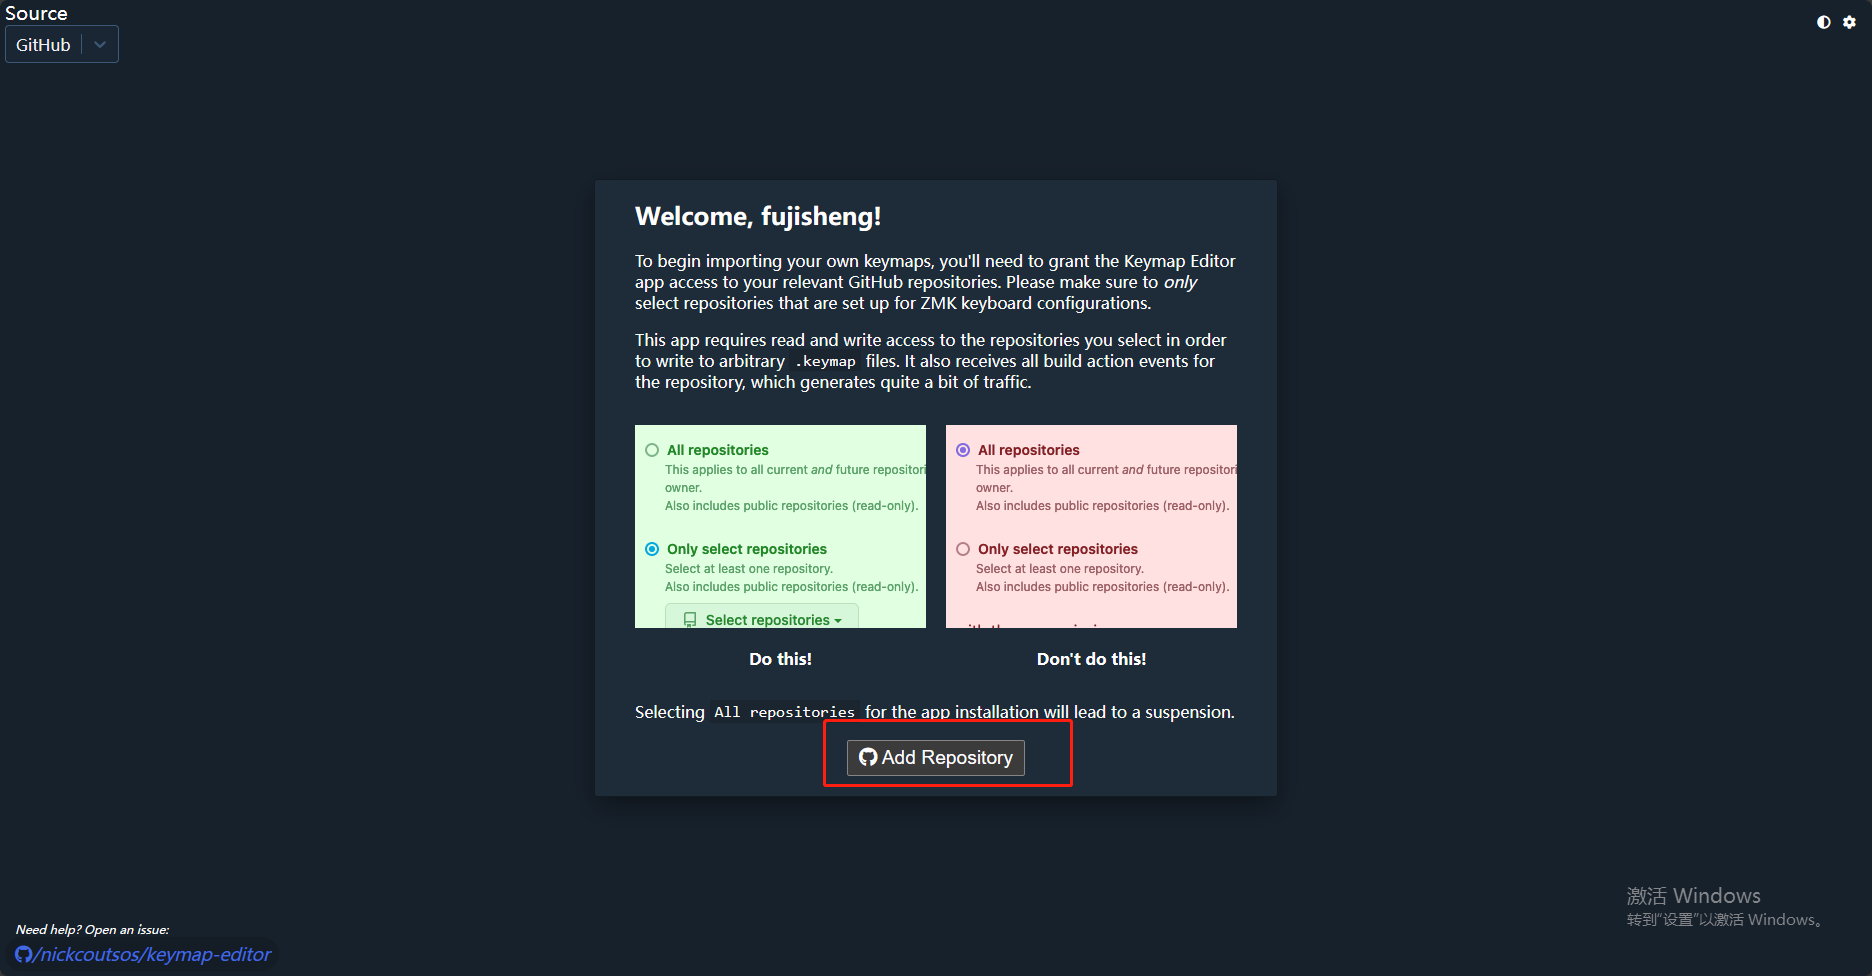 Source
GitHub
Welcome, fujisheng!
To begin importing your own keymaps, you'll need to grant the Keymap Editor
app access to your relevant GitHub repositories. Please make sure to only
select repositories that are set up for ZMK keyboard configurations.
This app requires read and write access to the repositories you select in order
to write to arbitrary .keymap files. It also receives all build action events for
the repository, which generates quite a bit of traffic.
All repositories
This applies to all current and future repositori
owner.
Also includes public repositories (read-only).
Only select repositories
Select at least one repository.
Also includes public repositories (read-only).
Select repositories
All repositories
This applies to all current and future repositori
owner.
Also includes public repositories (read-only).
Only select repositories
Select at least one repository.
Also includes public repositories (read-only).
Do this!
Don't do this!
Selecting All repositories for the app installation will lead to a suspension.
Add Repository
激活 Windows
转到“设置”以激活 Windows。
Need help? Open an issue:
/nickcoutsos/keymap-editor